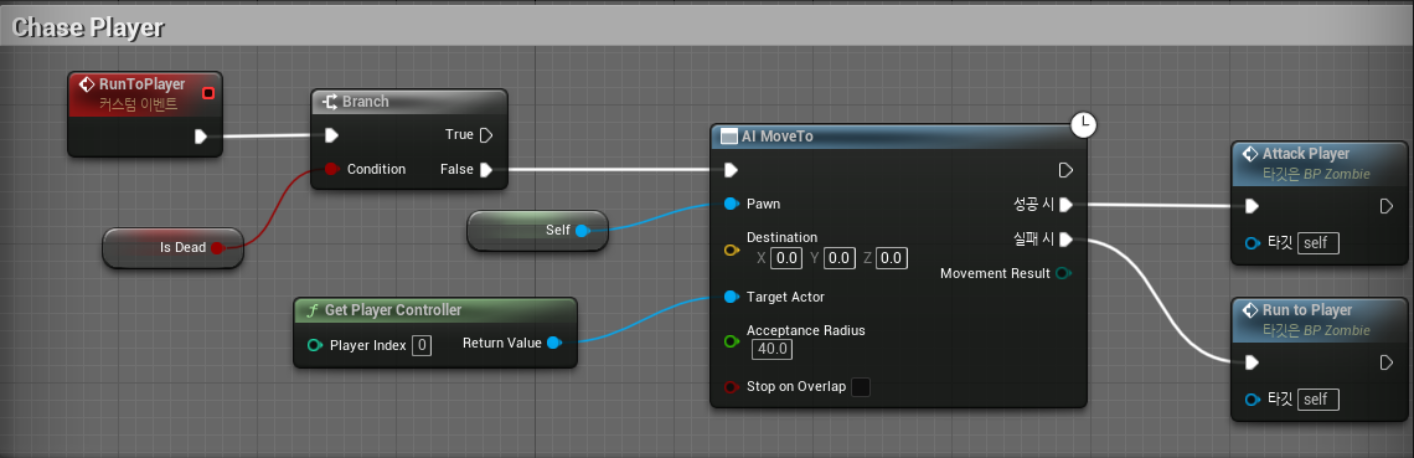 Chase Player
RunToPlayer
커스텀 이벤트
Branch
True
Condition
False
Is Dead
Self
Get Player Controller
Player Index 0
Return Value
AI MoveTo
Pawn
성공 시
Destination
X 0.0 Y 0.0 Z 0.0
실패 시
Movement Result
Target Actor
Acceptance Radius
40.0
Stop on Overlap
Attack Player
타깃은 BP Zombie
타깃 self
Run to Player
타깃은 BP Zombie
타깃 self